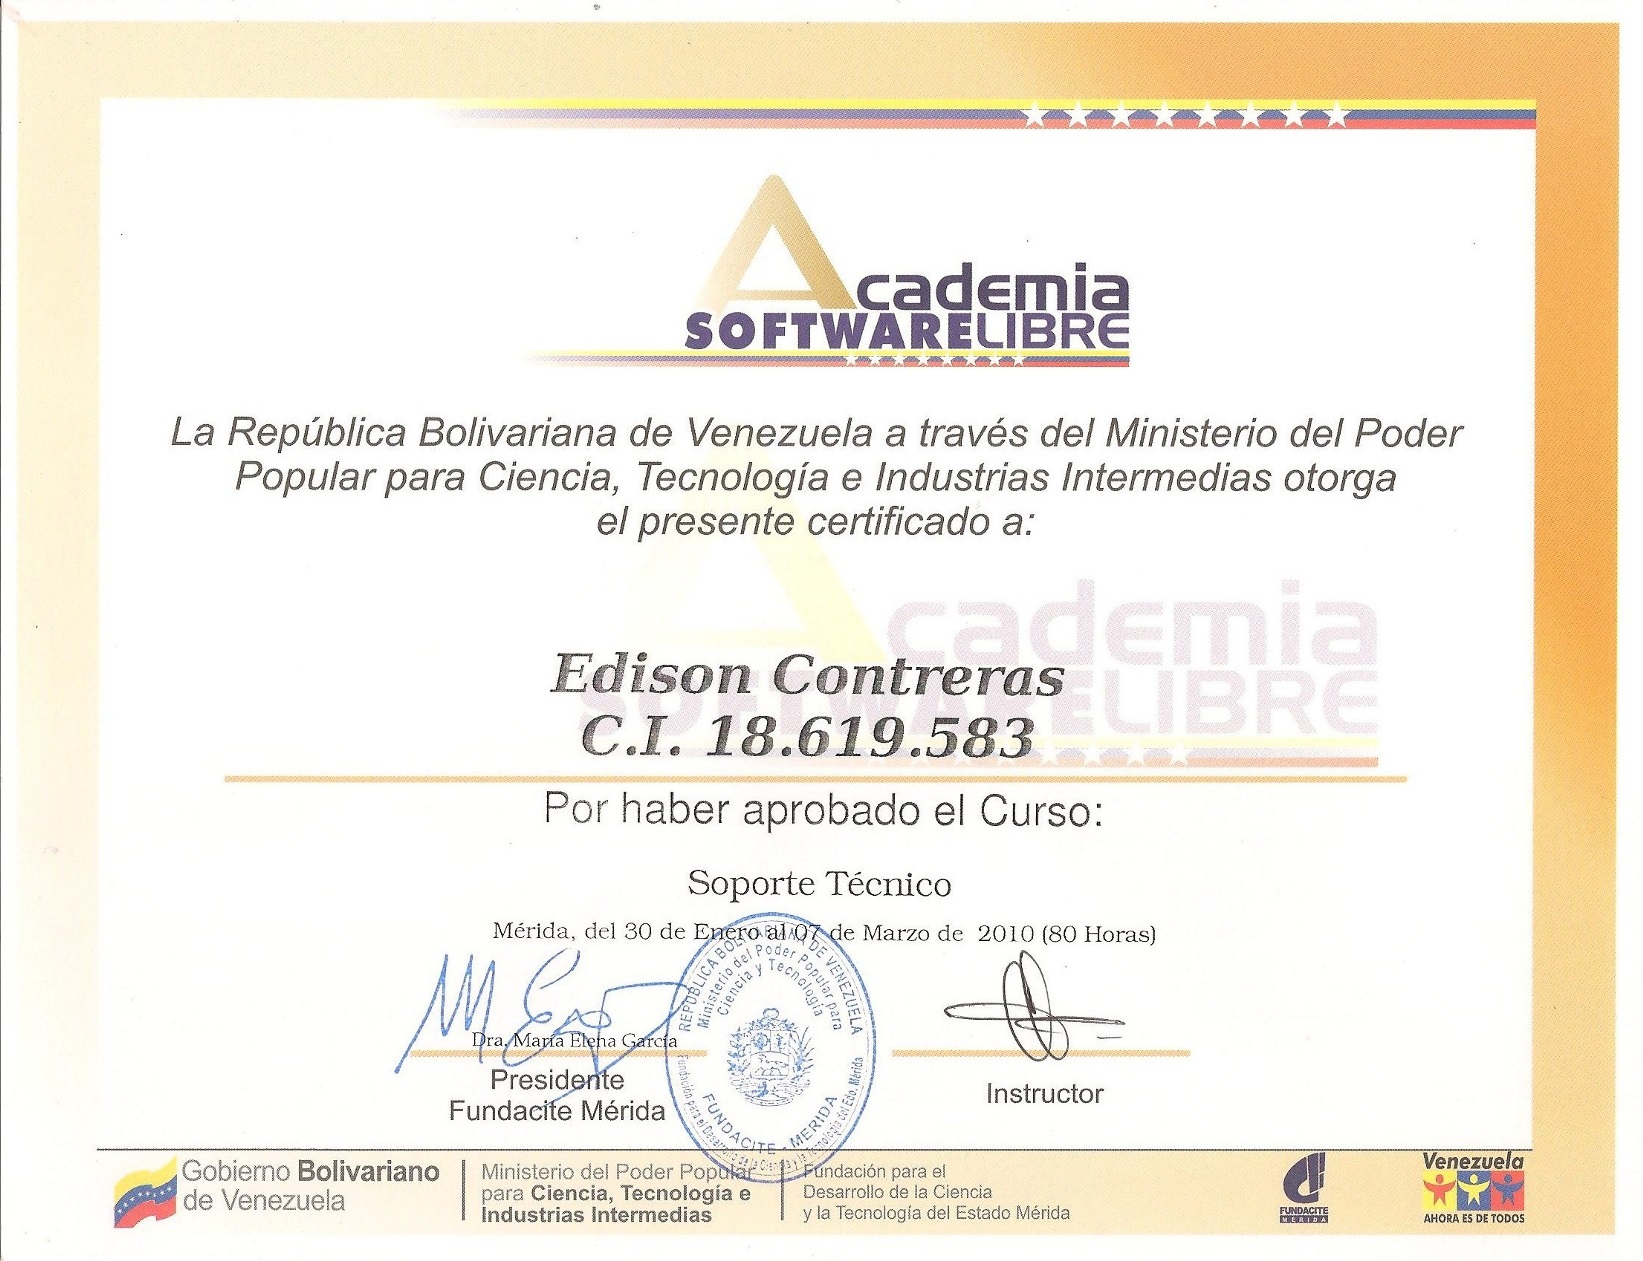 Academia
SOFTWARELIBRE
La República Bolivariana de Venezuela a través del Ministerio del Poder
Popular para Ciencia, Tecnología e Industrias Intermedias otorga
el presente certificado a:
Academia
SOFTWARELIBRE
Edison Contreras
C.I. 18.619.583
Por haber aprobado el Curso:
Soporte Técnico
Mérida, del 30 de Enero al 07 de Marzo de 2010 (80 Horas)
REPÚBLICA BOLIVARIANA DE VENEZUELA
Ministerio del Poder Popular para
Ciencia y Tecnología
Fundación para el Desarrollo de la Ciencia y la Tecnología del Edo. Mérida
FUNDACITE - MERIDA
Dra. María Elena García
Presidente
Fundacite Mérida
Instructor
Gobierno Bolivariano
de Venezuela
Ministerio del Poder Popular
para Ciencia, Tecnología e
Industrias Intermedias
Fundación para el
Desarrollo de la Ciencia
y la Tecnología del Estado Mérida
FUNDACITE
MERIDA
Venezuela
AHORA ES DE TODOS